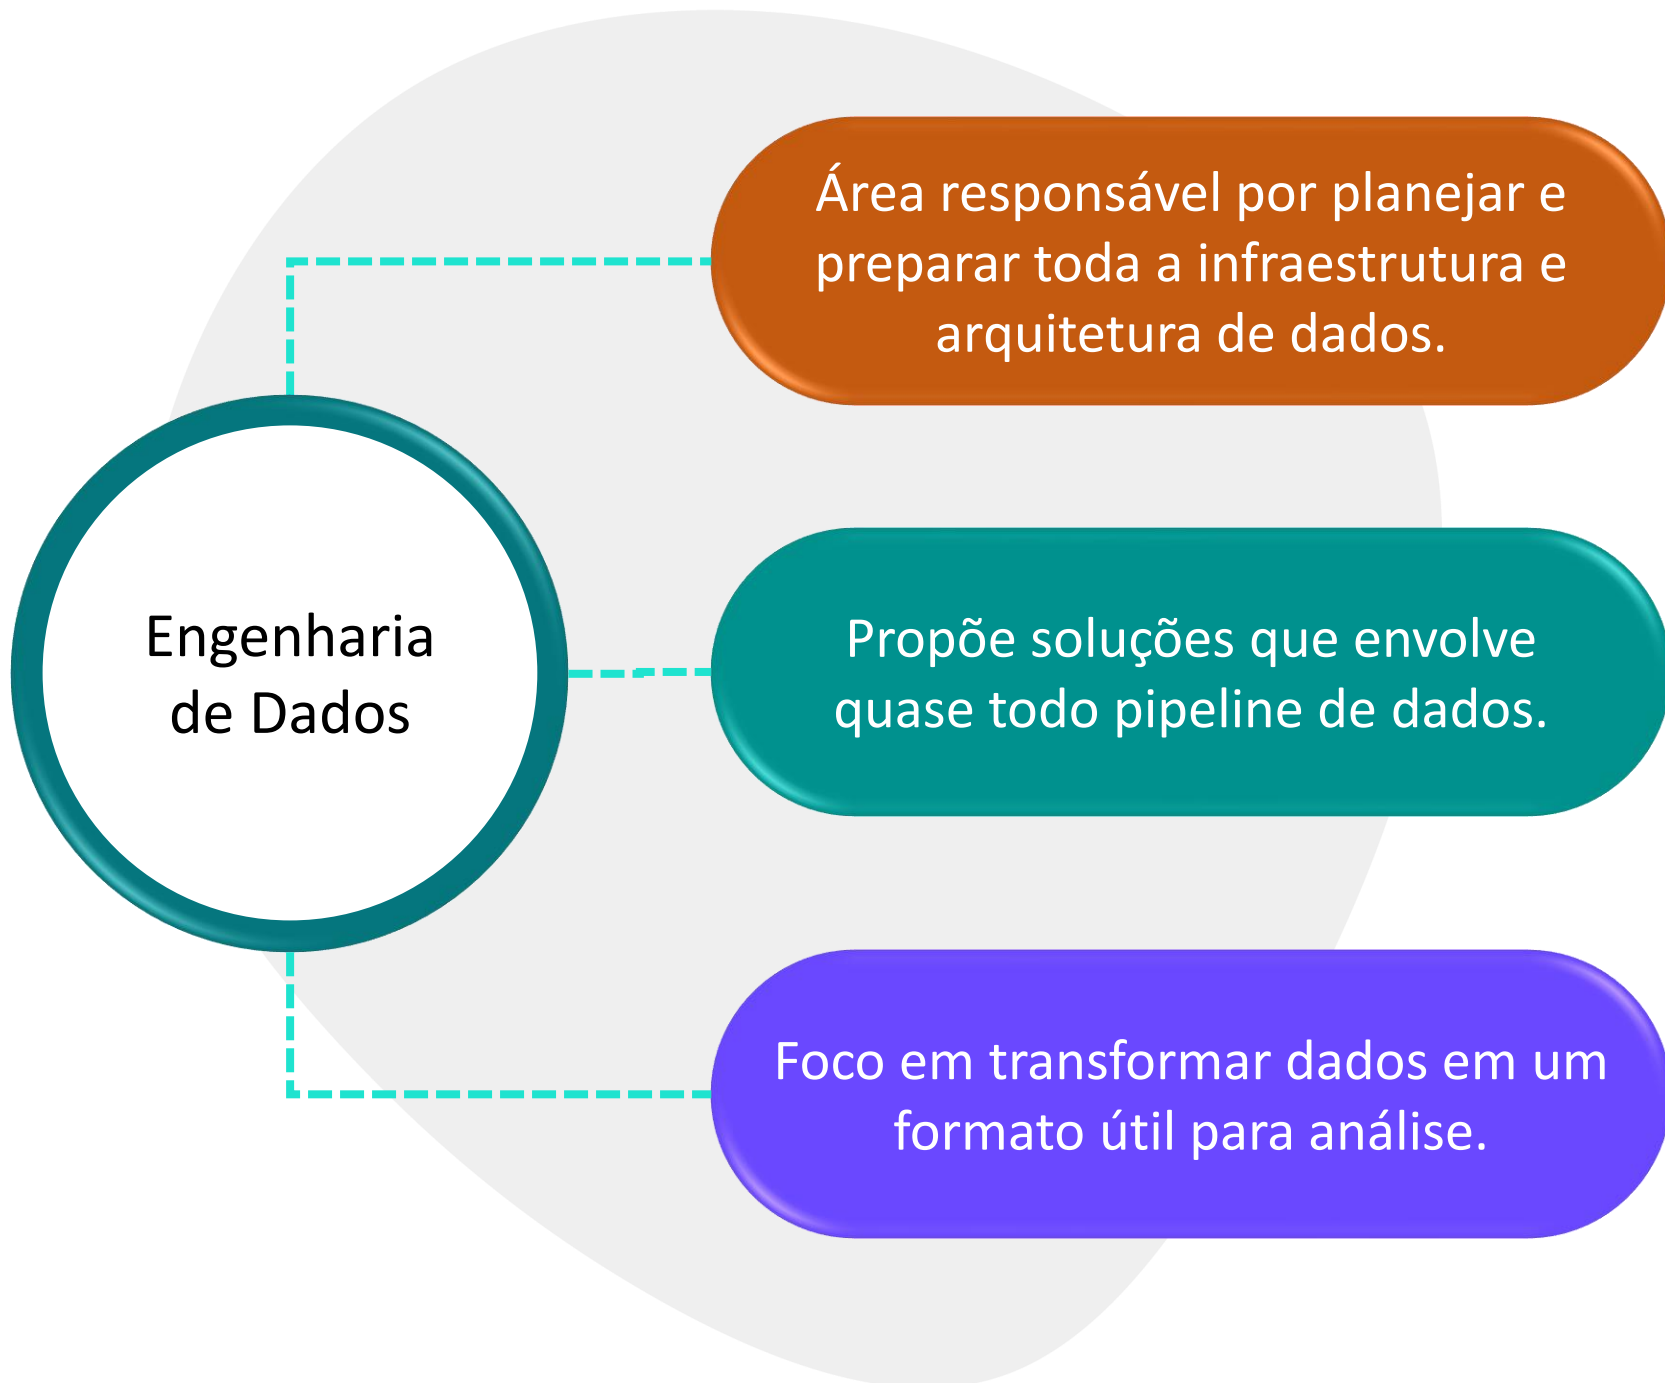 Engenharia
de Dados
Área responsável por planejar e
preparar toda a infraestrutura e
arquitetura de dados.
Propõe soluções que envolve
quase todo pipeline de dados.
Foco em transformar dados em um
formato útil para análise.